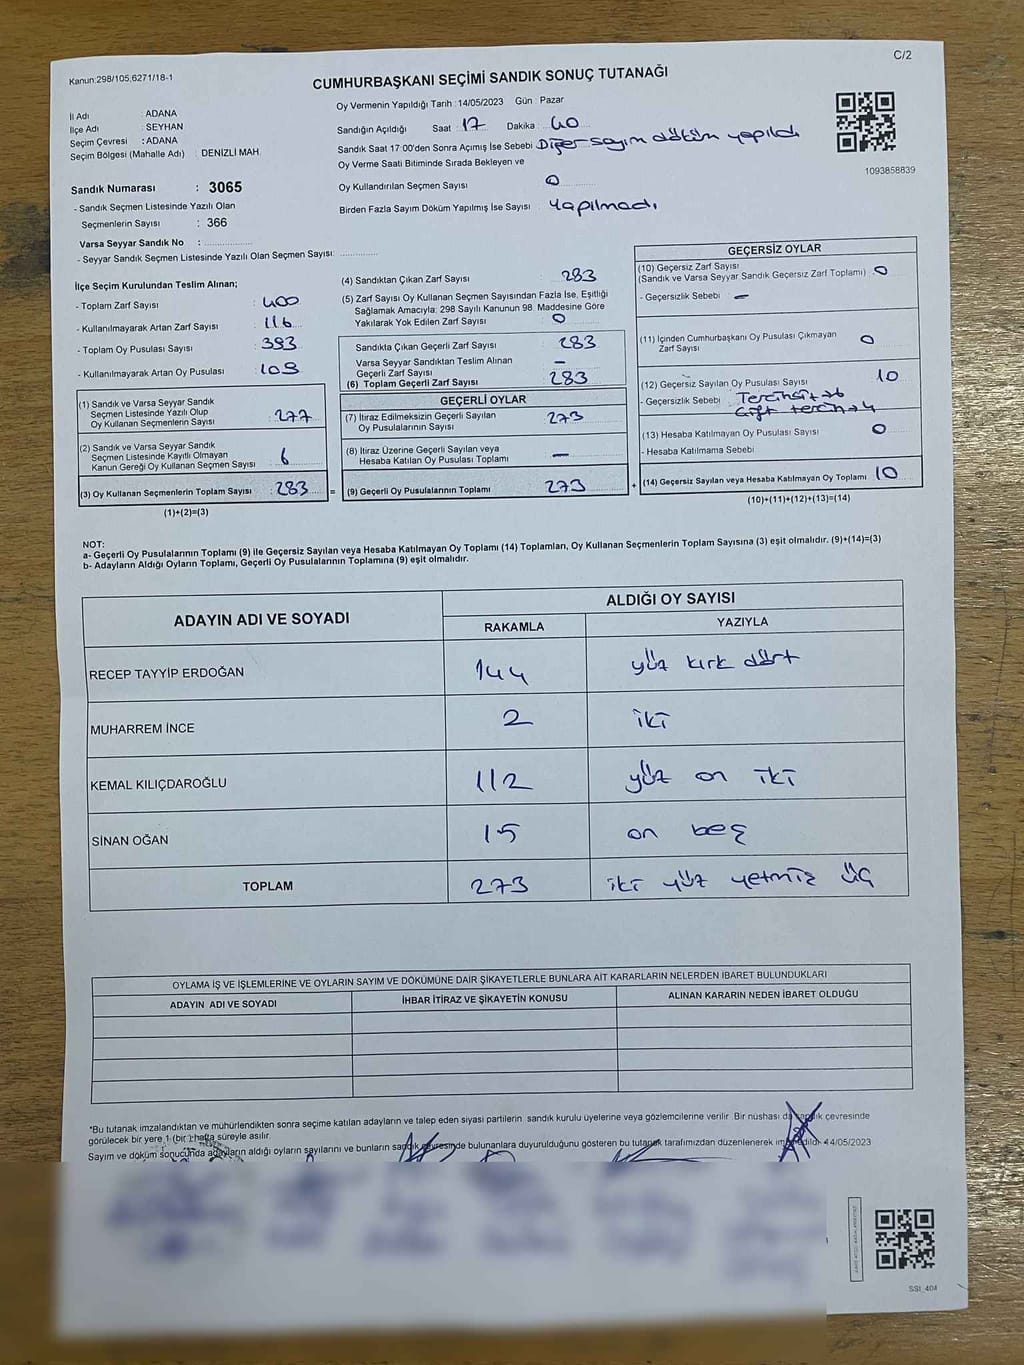 C/2
Kanun:298/105,6271/18-1
CUMHURBAŞKANI SEÇİMİ SANDIK SONUÇ TUTANAĞI
İl Adı : ADANA
İlçe Adı : SEYHAN
Seçim Çevresi : ADANA
Seçim Bölgesi (Mahalle Adı) : DENİZLİ MAH.
Sandık Numarası : 3065
- Sandık Seçmen Listesinde Yazılı Olan
Seçmenlerin Sayısı : 366
Varsa Seyyar Sandık No :
- Seyyar Sandık Seçmen Listesinde Yazılı Olan Seçmen Sayısı:
Oy Vermenin Yapıldığı Tarih :14/05/2023 Gün : Pazar
Sandığın Açıldığı Saat : 17 Dakika : 40
Sandık Saat 17:00'den Sonra Açımış İse Sebebi : Diğer sayım döküm yapıldı
Oy Verme Saati Bitiminde Sırada Bekleyen ve
Oy Kullandırılan Seçmen Sayısı 0
Birden Fazla Sayım Döküm Yapılmış İse Sayısı : Yapılmadı.
1093858839
İlçe Seçim Kurulundan Teslim Alınan;
- Toplam Zarf Sayısı : 400
- Kullanılmayarak Artan Zarf Sayısı : 116
- Toplam Oy Pusulası Sayısı : 393
- Kullanılmayarak Artan Oy Pusulası : 109
(1) Sandık ve Varsa Seyyar Sandık
Seçmen Listesinde Yazılı Olup
Oy Kullanan Seçmenlerin Sayısı : 277
(2) Sandık ve Varsa Seyyar Sandık
Seçmen Listesinde Kayıtlı Olmayan
Kanun Gereği Oy Kullanan Seçmen Sayısı 6
(3) Oy Kullanan Seçmenlerin Toplam Sayısı : 283 =
(1)+(2)=(3)
(4) Sandıktan Çıkan Zarf Sayısı 283
(5) Zarf Sayısı Oy Kullanan Seçmen Sayısından Fazla İse, Eşitliği
Sağlamak Amacıyla; 298 Sayılı Kanunun 98 Maddesine Göre
Yakılarak Yok Edilen Zarf Sayısı 0
Sandıkta Çıkan Geçerli Zarf Sayısı : 283
Varsa Seyyar Sandıktan Teslim Alınan
Geçerli Zarf Sayısı : -
(6) Toplam Geçerli Zarf Sayısı : 283
GEÇERLİ OYLAR
(7) İtiraz Edilmeksizin Geçerli Sayılan
Oy Pusulalarının Sayısı : 273
(8) İtiraz Üzerine Geçerli Sayılan veya
Hesaba Katılan Oy Pusulası Toplamı : -
(9) Geçerli Oy Pusulalarının Toplamı : 273 +
GEÇERSİZ OYLAR
(10) Geçersiz Zarf Sayısı
(Sandık ve Varsa Seyyar Sandık Geçersiz Zarf Toplamı) : 0
- Geçersizlik Sebebi : -
(11) İçinden Cumhurbaşkanı Oy Pusulası Çıkmayan
Zarf Sayısı 0
(12) Geçersiz Sayılan Oy Pusulası Sayısı : 10
- Geçersizlik Sebebi : Tercihsiz → 6
Çift tercih → 4
(13) Hesaba Katılmayan Oy Pusulası Sayısı : 0
- Hesaba Katılmama Sebebi
(14) Geçersiz Sayılan veya Hesaba Katılmayan Oy Toplamı : 10
(10)+(11)+(12)+(13)=(14)
NOT:
a- Geçerli Oy Pusulalarının Toplamı (9) ile Geçersiz Sayılan veya Hesaba Katılmayan Oy Toplamı (14) Toplamları, Oy Kullanan Seçmenlerin Toplam Sayısına (3) eşit olmalıdır. (9)+(14)=(3)
b- Adayların Aldığı Oyların Toplamı, Geçerli Oy Pusulalarının Toplamına (9) eşit olmalıdır.
ADAYIN ADI VE SOYADI
ALDIĞI OY SAYISI
RAKAMLA YAZIYLA
RECEP TAYYİP ERDOĞAN 144 yüz kırk dört
MUHARREM İNCE 2 iki
KEMAL KILIÇDAROĞLU 112 yüz on iki
SİNAN OĞAN 15 on beş
TOPLAM 273 iki yüz yetmiş üç
OYLAMA İŞ VE İŞLEMLERİNE VE OYLARIN SAYIM VE DÖKÜMÜNE DAİR ŞİKAYETLERLE BUNLARA AİT KARARLARIN NELERDEN İBARET BULUNDUKLARI
ADAYIN ADI VE SOYADI İHBAR İTİRAZ VE ŞİKAYETİN KONUSU ALINAN KARARIN NEDEN İBARET OLDUĞU
*Bu tutanak imzalandıktan ve mühürlendikten sonra seçime katılan adayların ve talep eden siyasi partilerin sandık kurulu üyelerine veya gözlemcilerine verilir. Bir nüshası da sandık çevresinde
görülecek bir yere 1 (bir) hafta süreyle asılır.
Sayım ve döküm sonucunda adayların aldığı oyların sayılarını ve bunların sandık çevresinde bulunanlara duyurulduğunu gösteren bu tutanak tarafımızdan düzenlenerek imzalandı. 14/05/2023
SSI_404